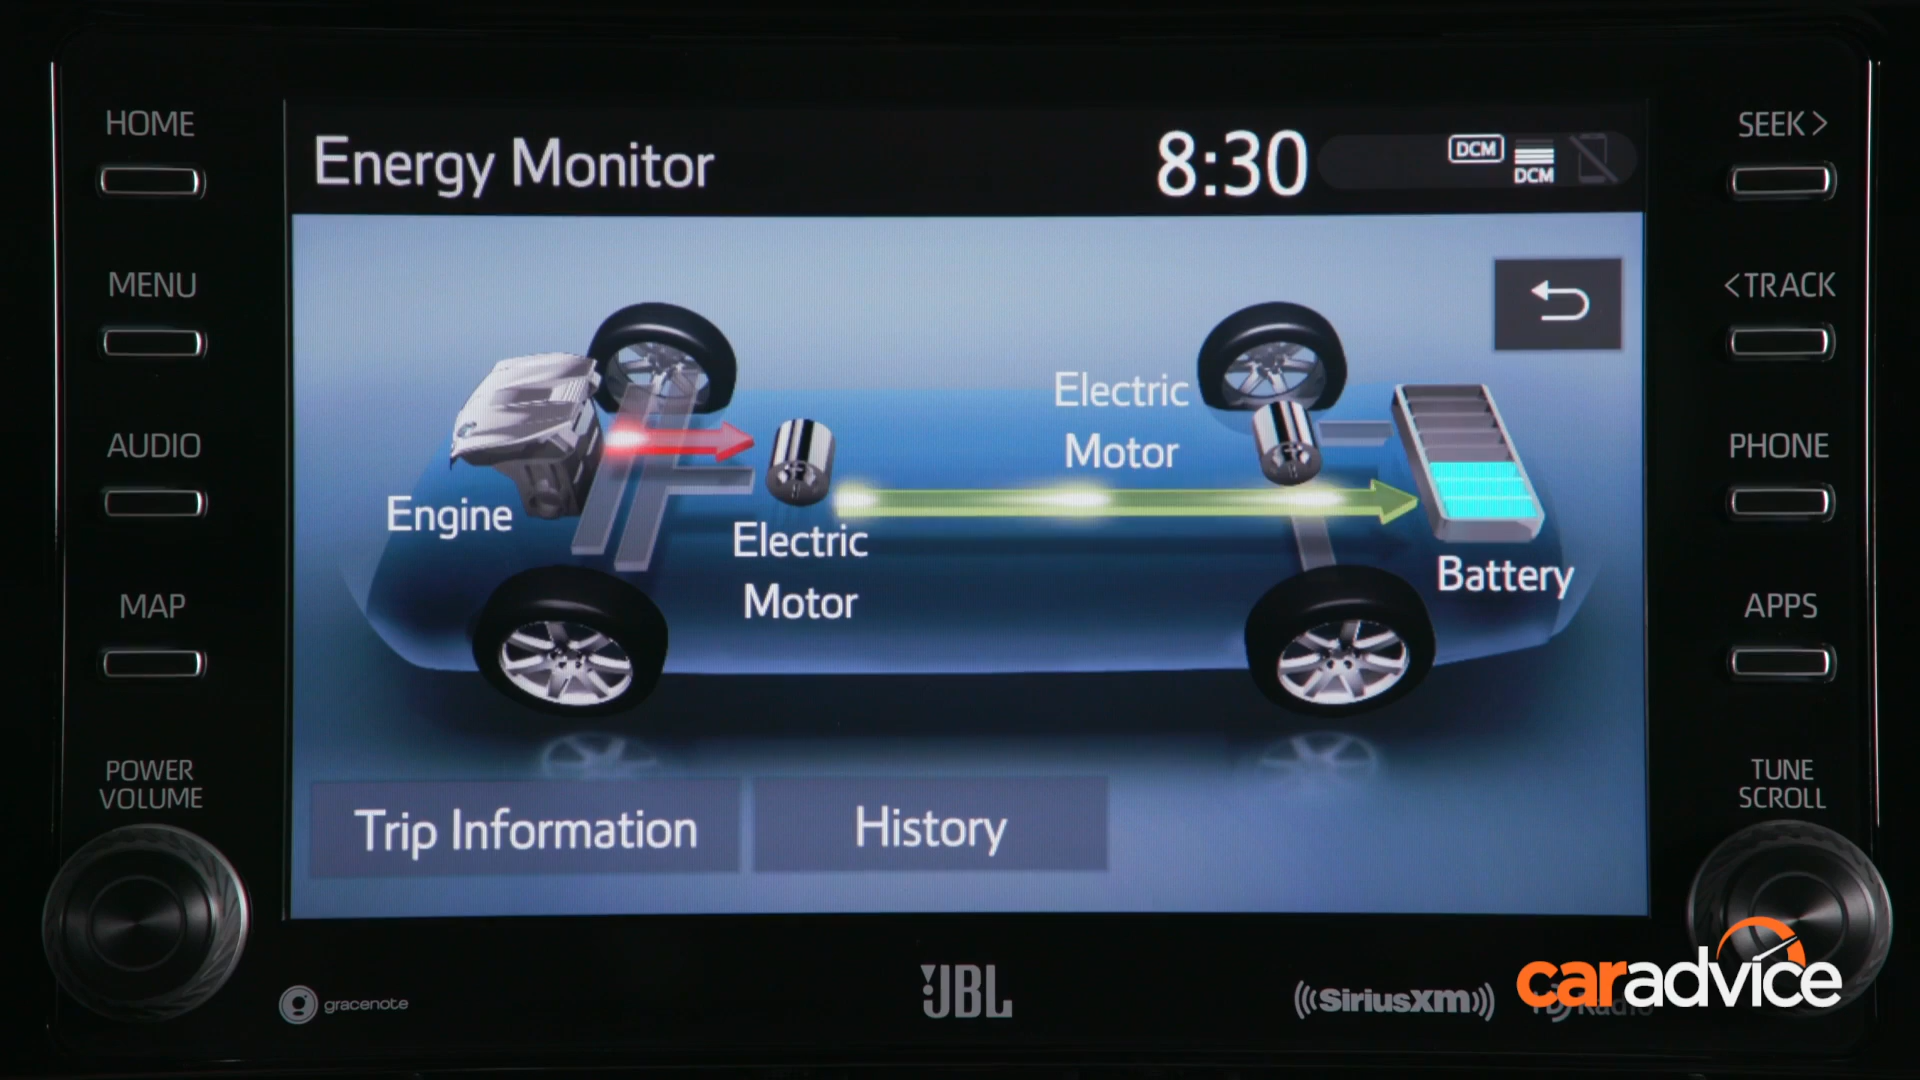 HOME
MENU
AUDIO
MAP
POWER
VOLUME
Energy Monitor
8:30
DCM
DCM
Engine
Electric
Motor
Electric
Motor
Battery
Trip Information
History
SEEK>
<TRACK
PHONE
APPS
TUNE
SCROLL
gracenote
JBL
SiriusXM
caradvice